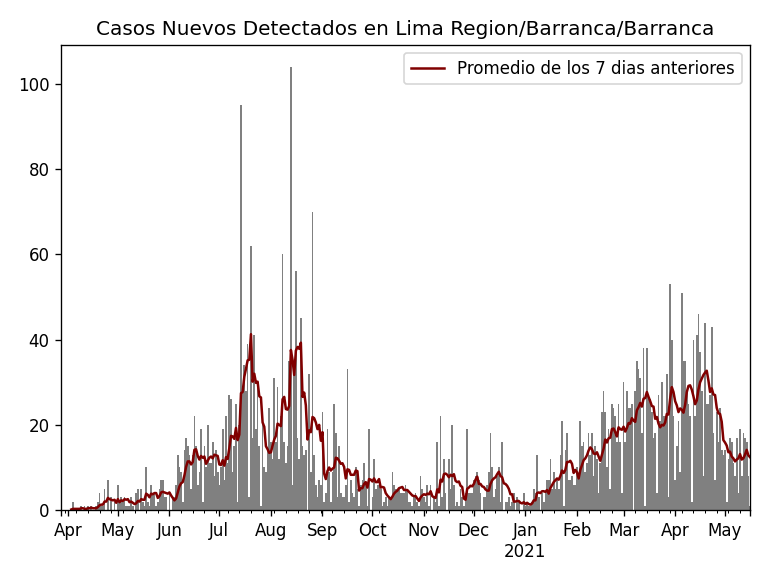 Casos Nuevos Detectados en Lima Region/Barranca/Barranca
Promedio de los 7 dias anteriores
100
80
60
40
20
0
Apr May Jun Jul Aug Sep Oct Nov Dec Jan Feb Mar Apr May
2021